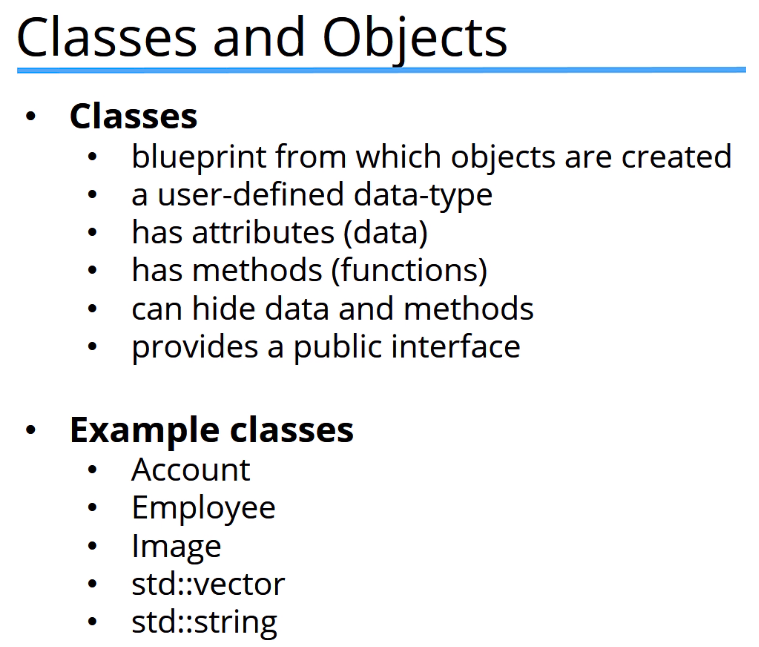 Classes and Objects
• Classes
• blueprint from which objects are created
• a user-defined data-type
• has attributes (data)
• has methods (functions)
• can hide data and methods
• provides a public interface
• Example classes
• Account
• Employee
• Image
• std::vector
• std::string